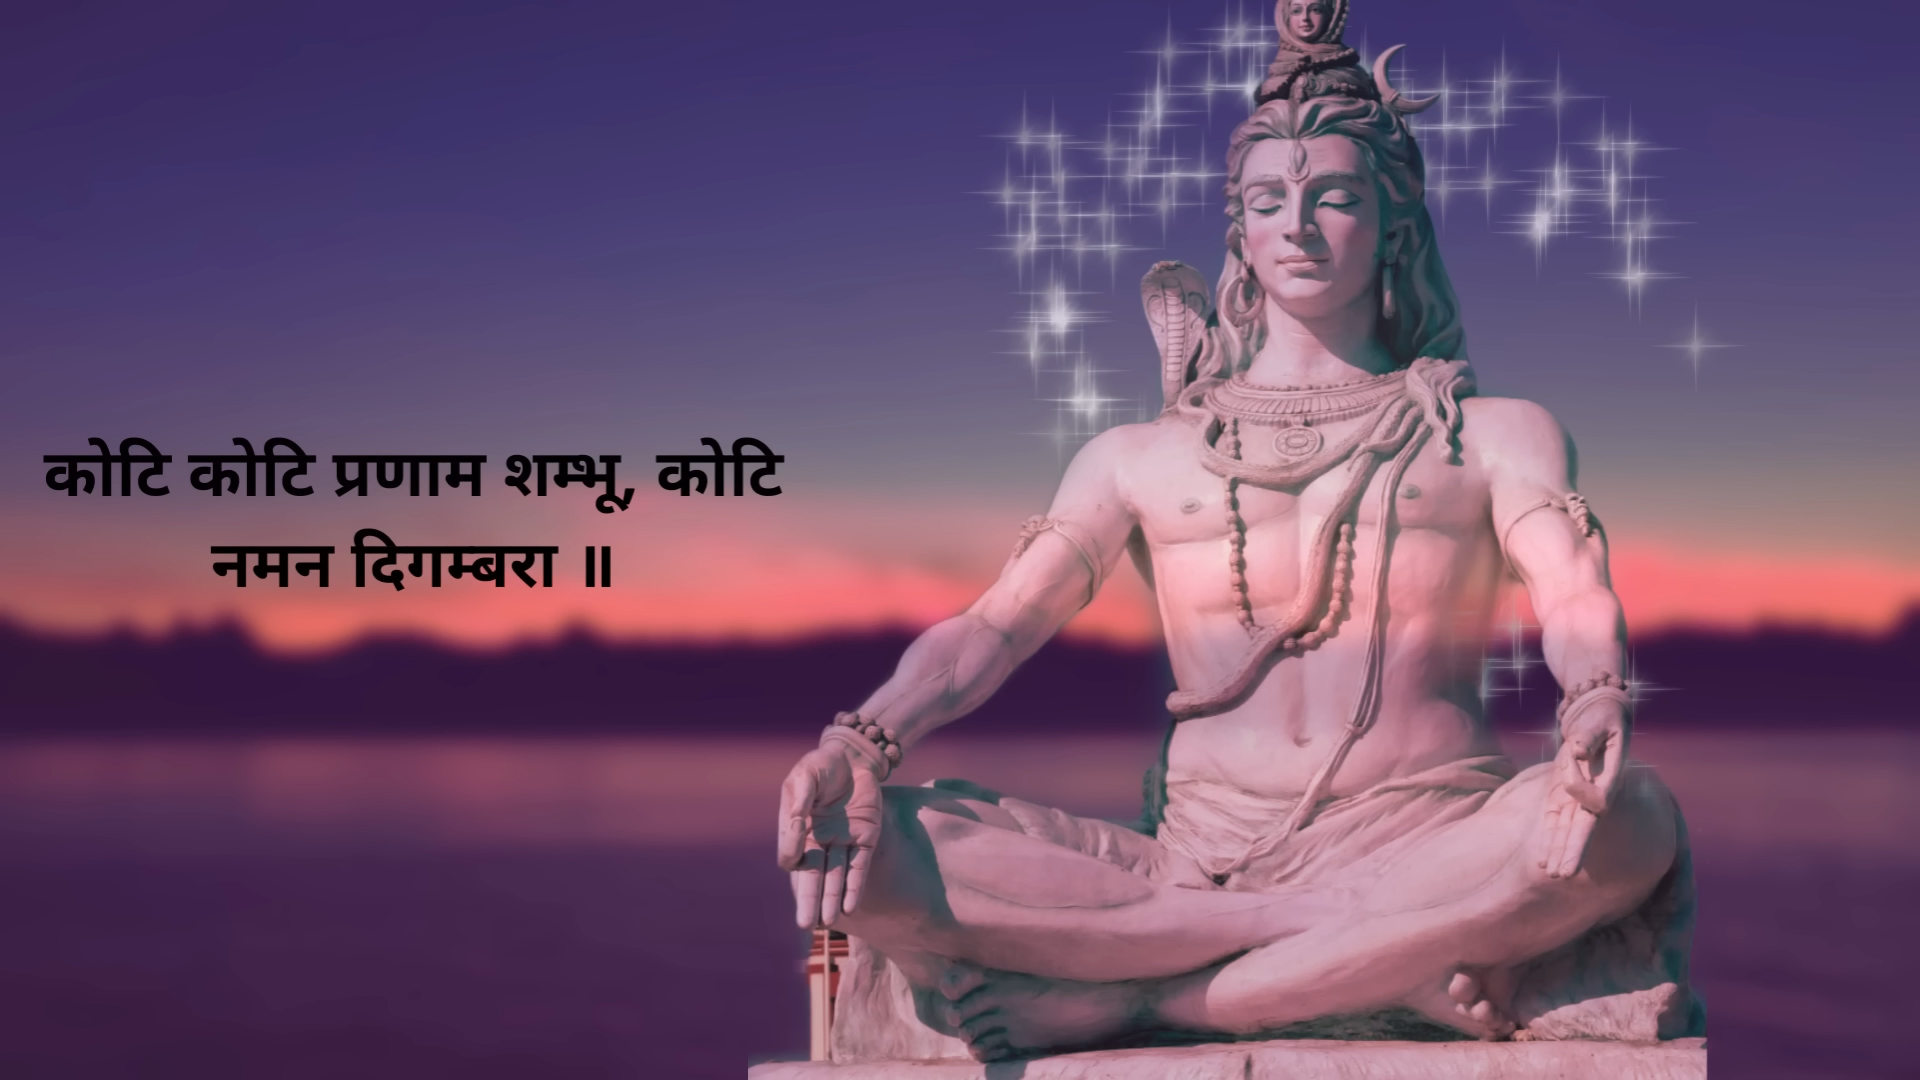 कोटि कोटि प्रणाम शम्भू, कोटि
नमन दिगम्बरा ॥